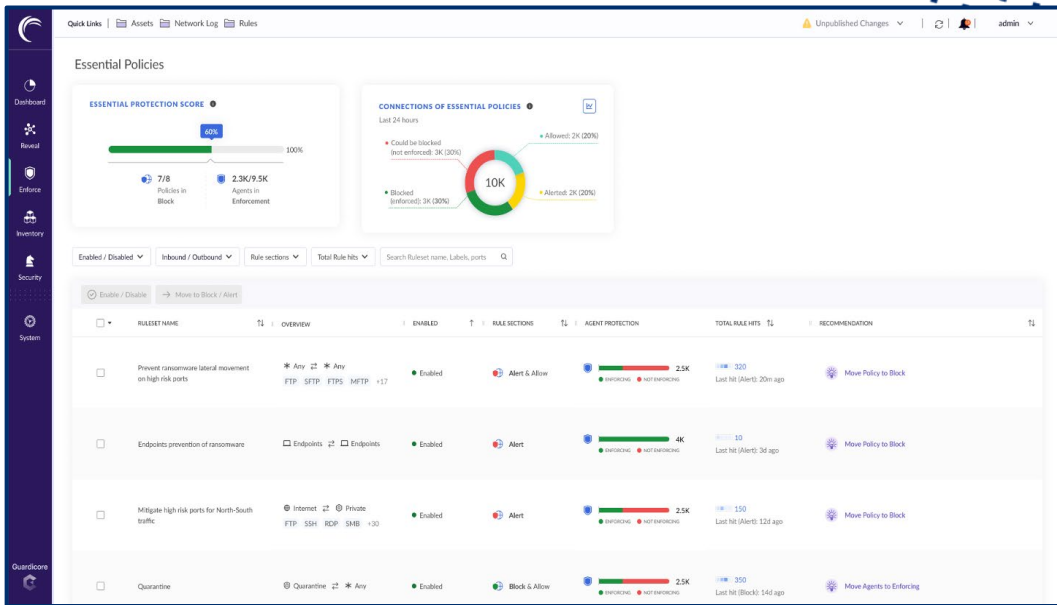 Quick Links | Assets Network Log Rules
Unpublished Changes
admin
Essential Policies
Dashboard
Reveal
Enforce
Inventory
Security
System
Guardicore
ESSENTIAL PROTECTION SCORE
60%
100%
7/8
Policies in
Block
2.3K/9.5K
Agents in
Enforcement
CONNECTIONS OF ESSENTIAL POLICIES
Last 24 hours
Could be blocked
(not enforced): 3K (30%)
Allowed: 2K (20%)
10K
Blocked
(enforced): 3K (30%)
Alerted: 2K (20%)
Enabled / Disabled
Inbound / Outbound
Rule sections
Total Rule hits
Search Ruleset name, Labels, ports
Enable / Disable
Move to Block / Alert
RULESET NAME OVERVIEW ENABLED RULE SECTIONS AGENT PROTECTION TOTAL RULE HITS RECOMMENDATION
Prevent ransomware lateral movement
on high risk ports
Any Any
FTP SFTP FTPS MFTP +17
Enabled
Alert & Allow
2.5K
ENFORCING NOT ENFORCING
320
Last hit (Alert): 20m ago
Move Policy to Block
Endpoints prevention of ransomware
Endpoints Endpoints
Enabled
Alert
4K
ENFORCING NOT ENFORCING
10
Last hit (Alert): 3d ago
Move Policy to Block
Mitigate high risk ports for North-South
traffic
Internet Private
FTP SSH RDP SMB +30
Enabled
Alert
2.5K
ENFORCING NOT ENFORCING
150
Last hit (Alert): 12d ago
Move Policy to Block
Quarantine
Quarantine Any
Enabled
Block & Allow
2.5K
ENFORCING NOT ENFORCING
350
Last hit (Block): 14d ago
Move Agents to Enforcing